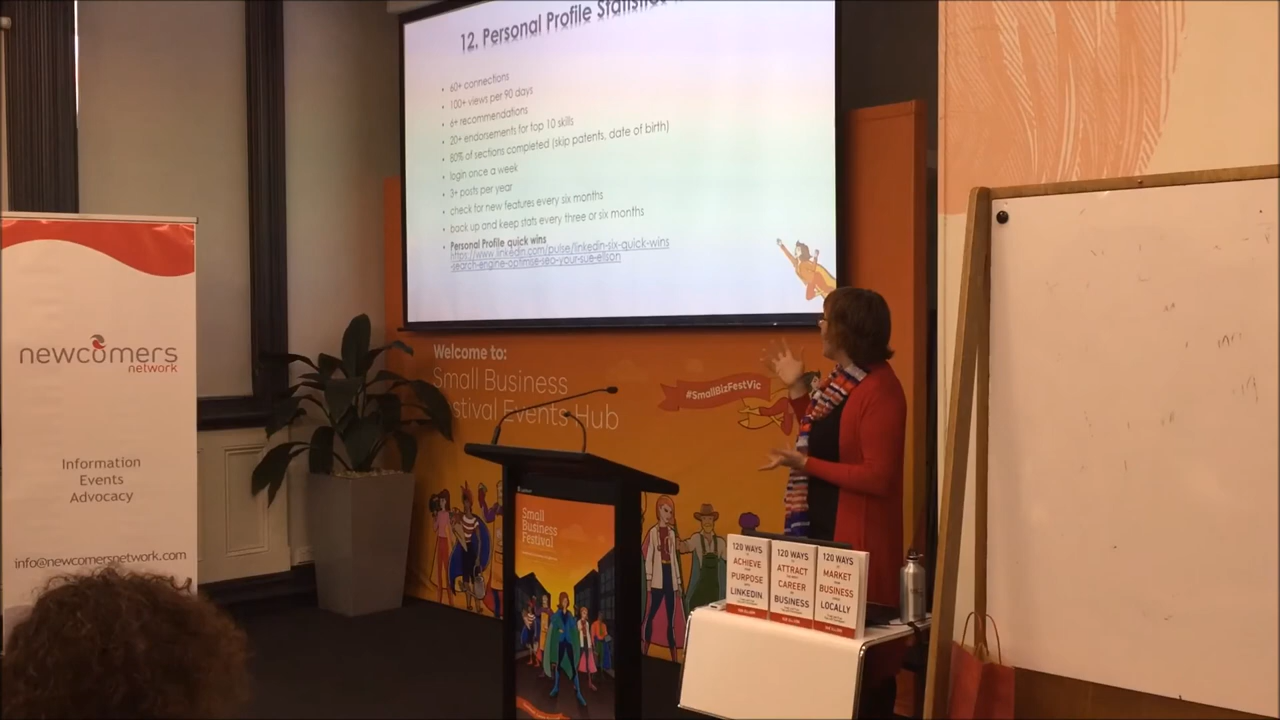 12. Personal Profile Statistics
• 60+ connections
• 100+ views per 90 days
• 6+ recommendations
• 20+ endorsements for top 10 skills
• 80% of sections completed (skip patents, date of birth)
• login once a week
• 3+ posts per year
• check for new features every six months
• back up and keep stats every three or six months
• Personal Profile quick wins
https://www.linkedin.com/pulse/linkedin-six-quick-wins
-search-engine-optimise-seo-your-sue-ellson
newcomers
network
Information
Events
Advocacy
info@newcomersnetwork.com
Welcome to:
Small Business
Festival Events Hub
#SmallBizFestVic
Small
Business
Festival
120 WAYS
TO
ACHIEVE
YOUR
PURPOSE
WITH
LINKEDIN
SUE ELLSON
120 WAYS
TO
ATTRACT
THE RIGHT
CAREER
OR
BUSINESS
SUE ELLSON
120 WAYS
TO
MARKET
YOUR
BUSINESS
LOCALLY
SUE ELLSON